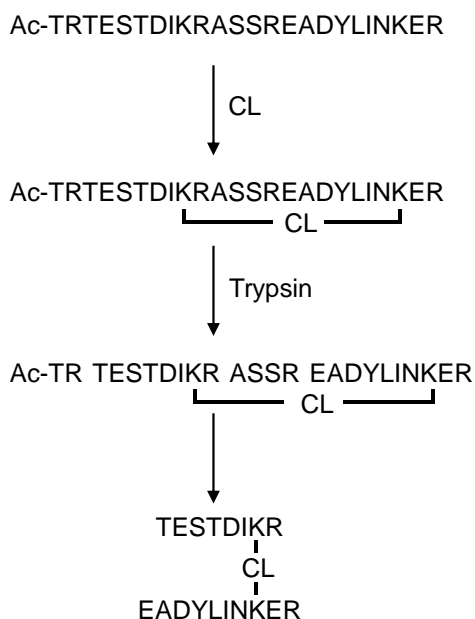 Ac-TRTESTDIKRASSREADYLINKER
CL
Ac-TRTESTDIKRASSREADYLINKER
CL
Trypsin
Ac-TR TESTDIKR ASSR EADYLINKER
CL
TESTDIKR
CL
EADYLINKER